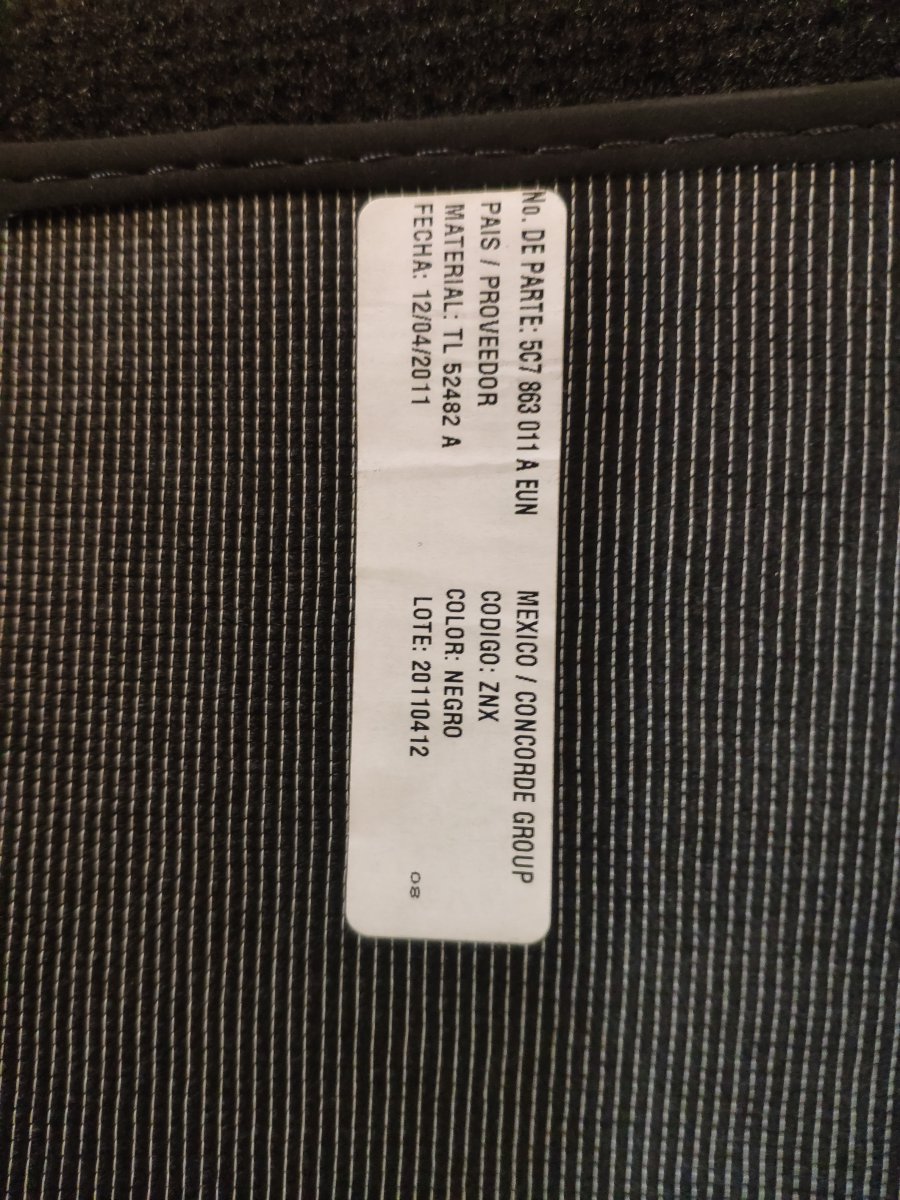 No. DE PARTE: 5C7 863 011 A EUN MEXICO / CONCORDE GROUP
PAIS / PROVEEDOR CODIGO: ZNX
MATERIAL: TL 52482 A COLOR: NEGRO
FECHA: 12/04/2011 LOTE: 20110412
08